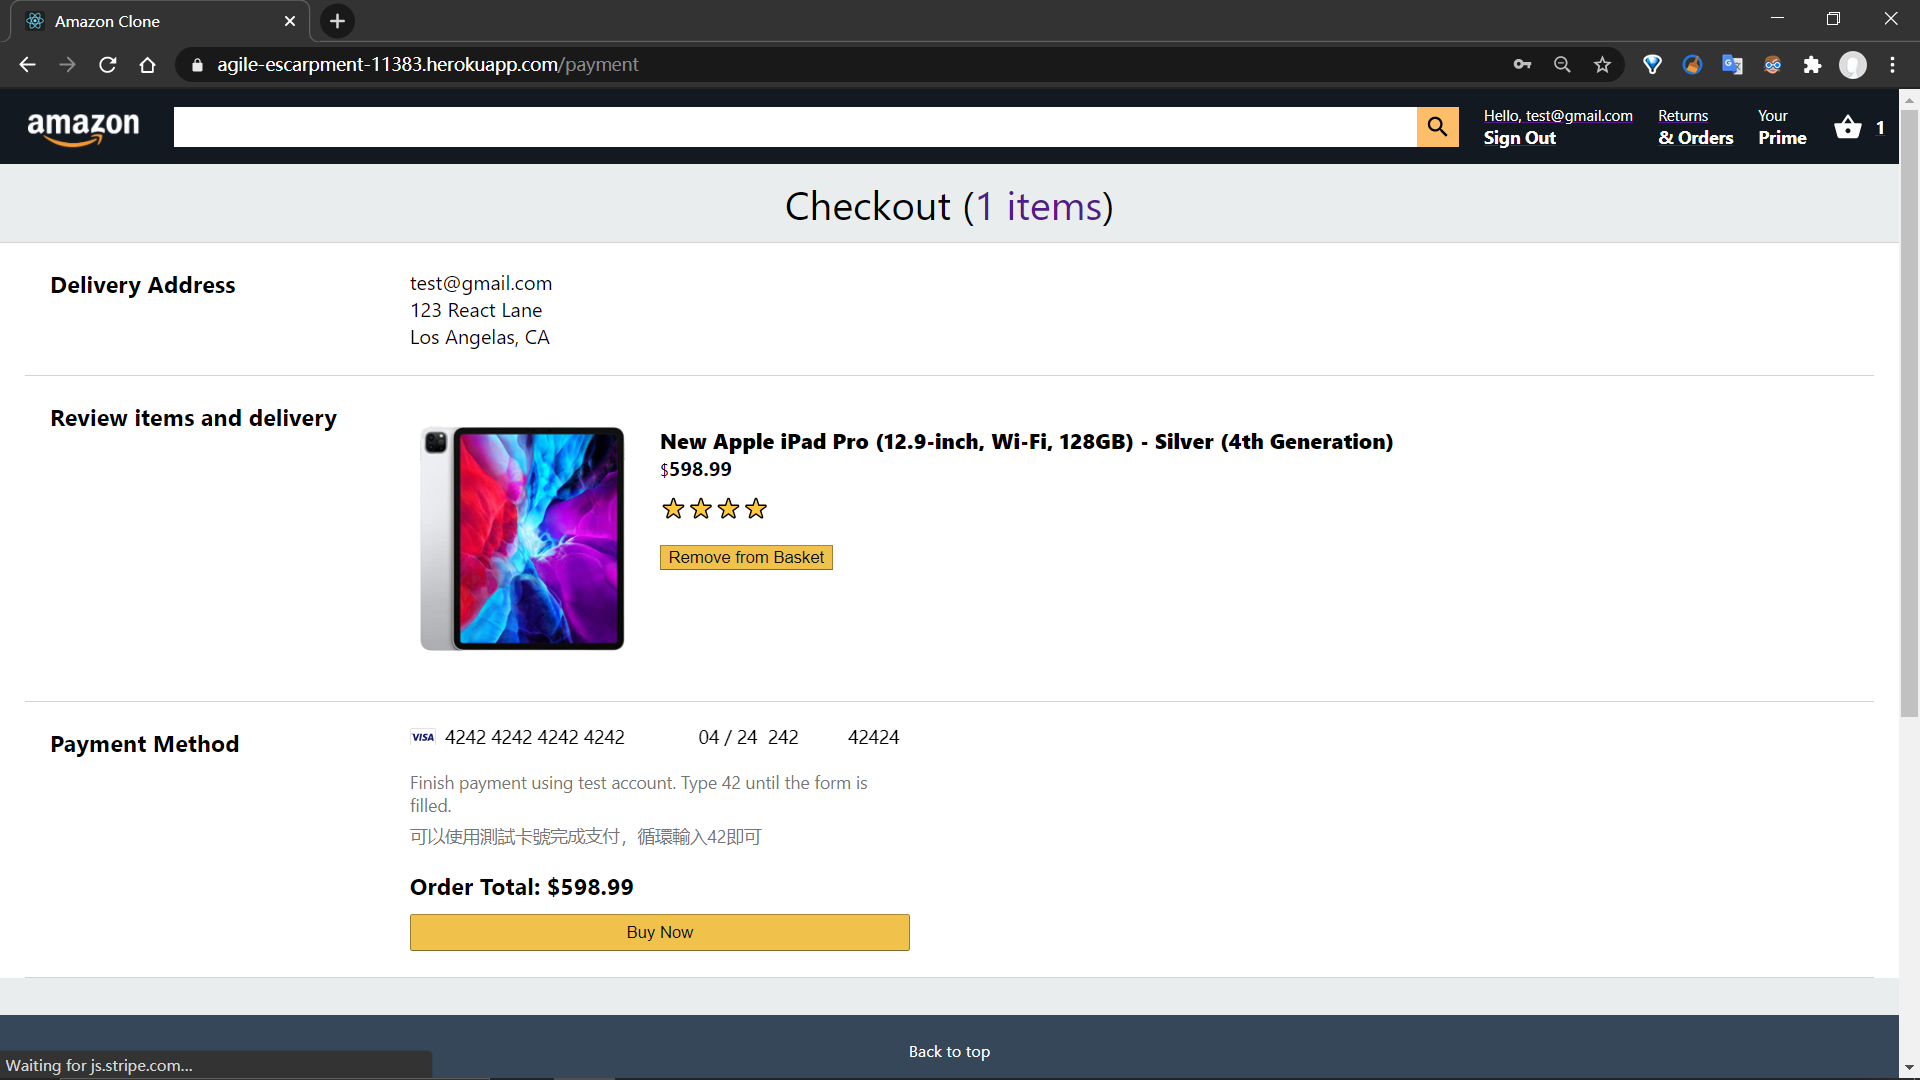 Amazon Clone
agile-escarpment-11383.herokuapp.com/payment
amazon
Hello, test@gmail.com
Sign Out
Returns
& Orders
Your
Prime
1
Checkout (1 items)
Delivery Address
test@gmail.com
123 React Lane
Los Angelas, CA
Review items and delivery
New Apple iPad Pro (12.9-inch, Wi-Fi, 128GB) - Silver (4th Generation)
$598.99
Remove from Basket
Payment Method
VISA 4242 4242 4242 4242 04 / 24 242 42424
Finish payment using test account. Type 42 until the form is
filled.
可以使用測試卡號完成支付，循環輸入42即可
Order Total: $598.99
Buy Now
Back to top
Waiting for js.stripe.com...